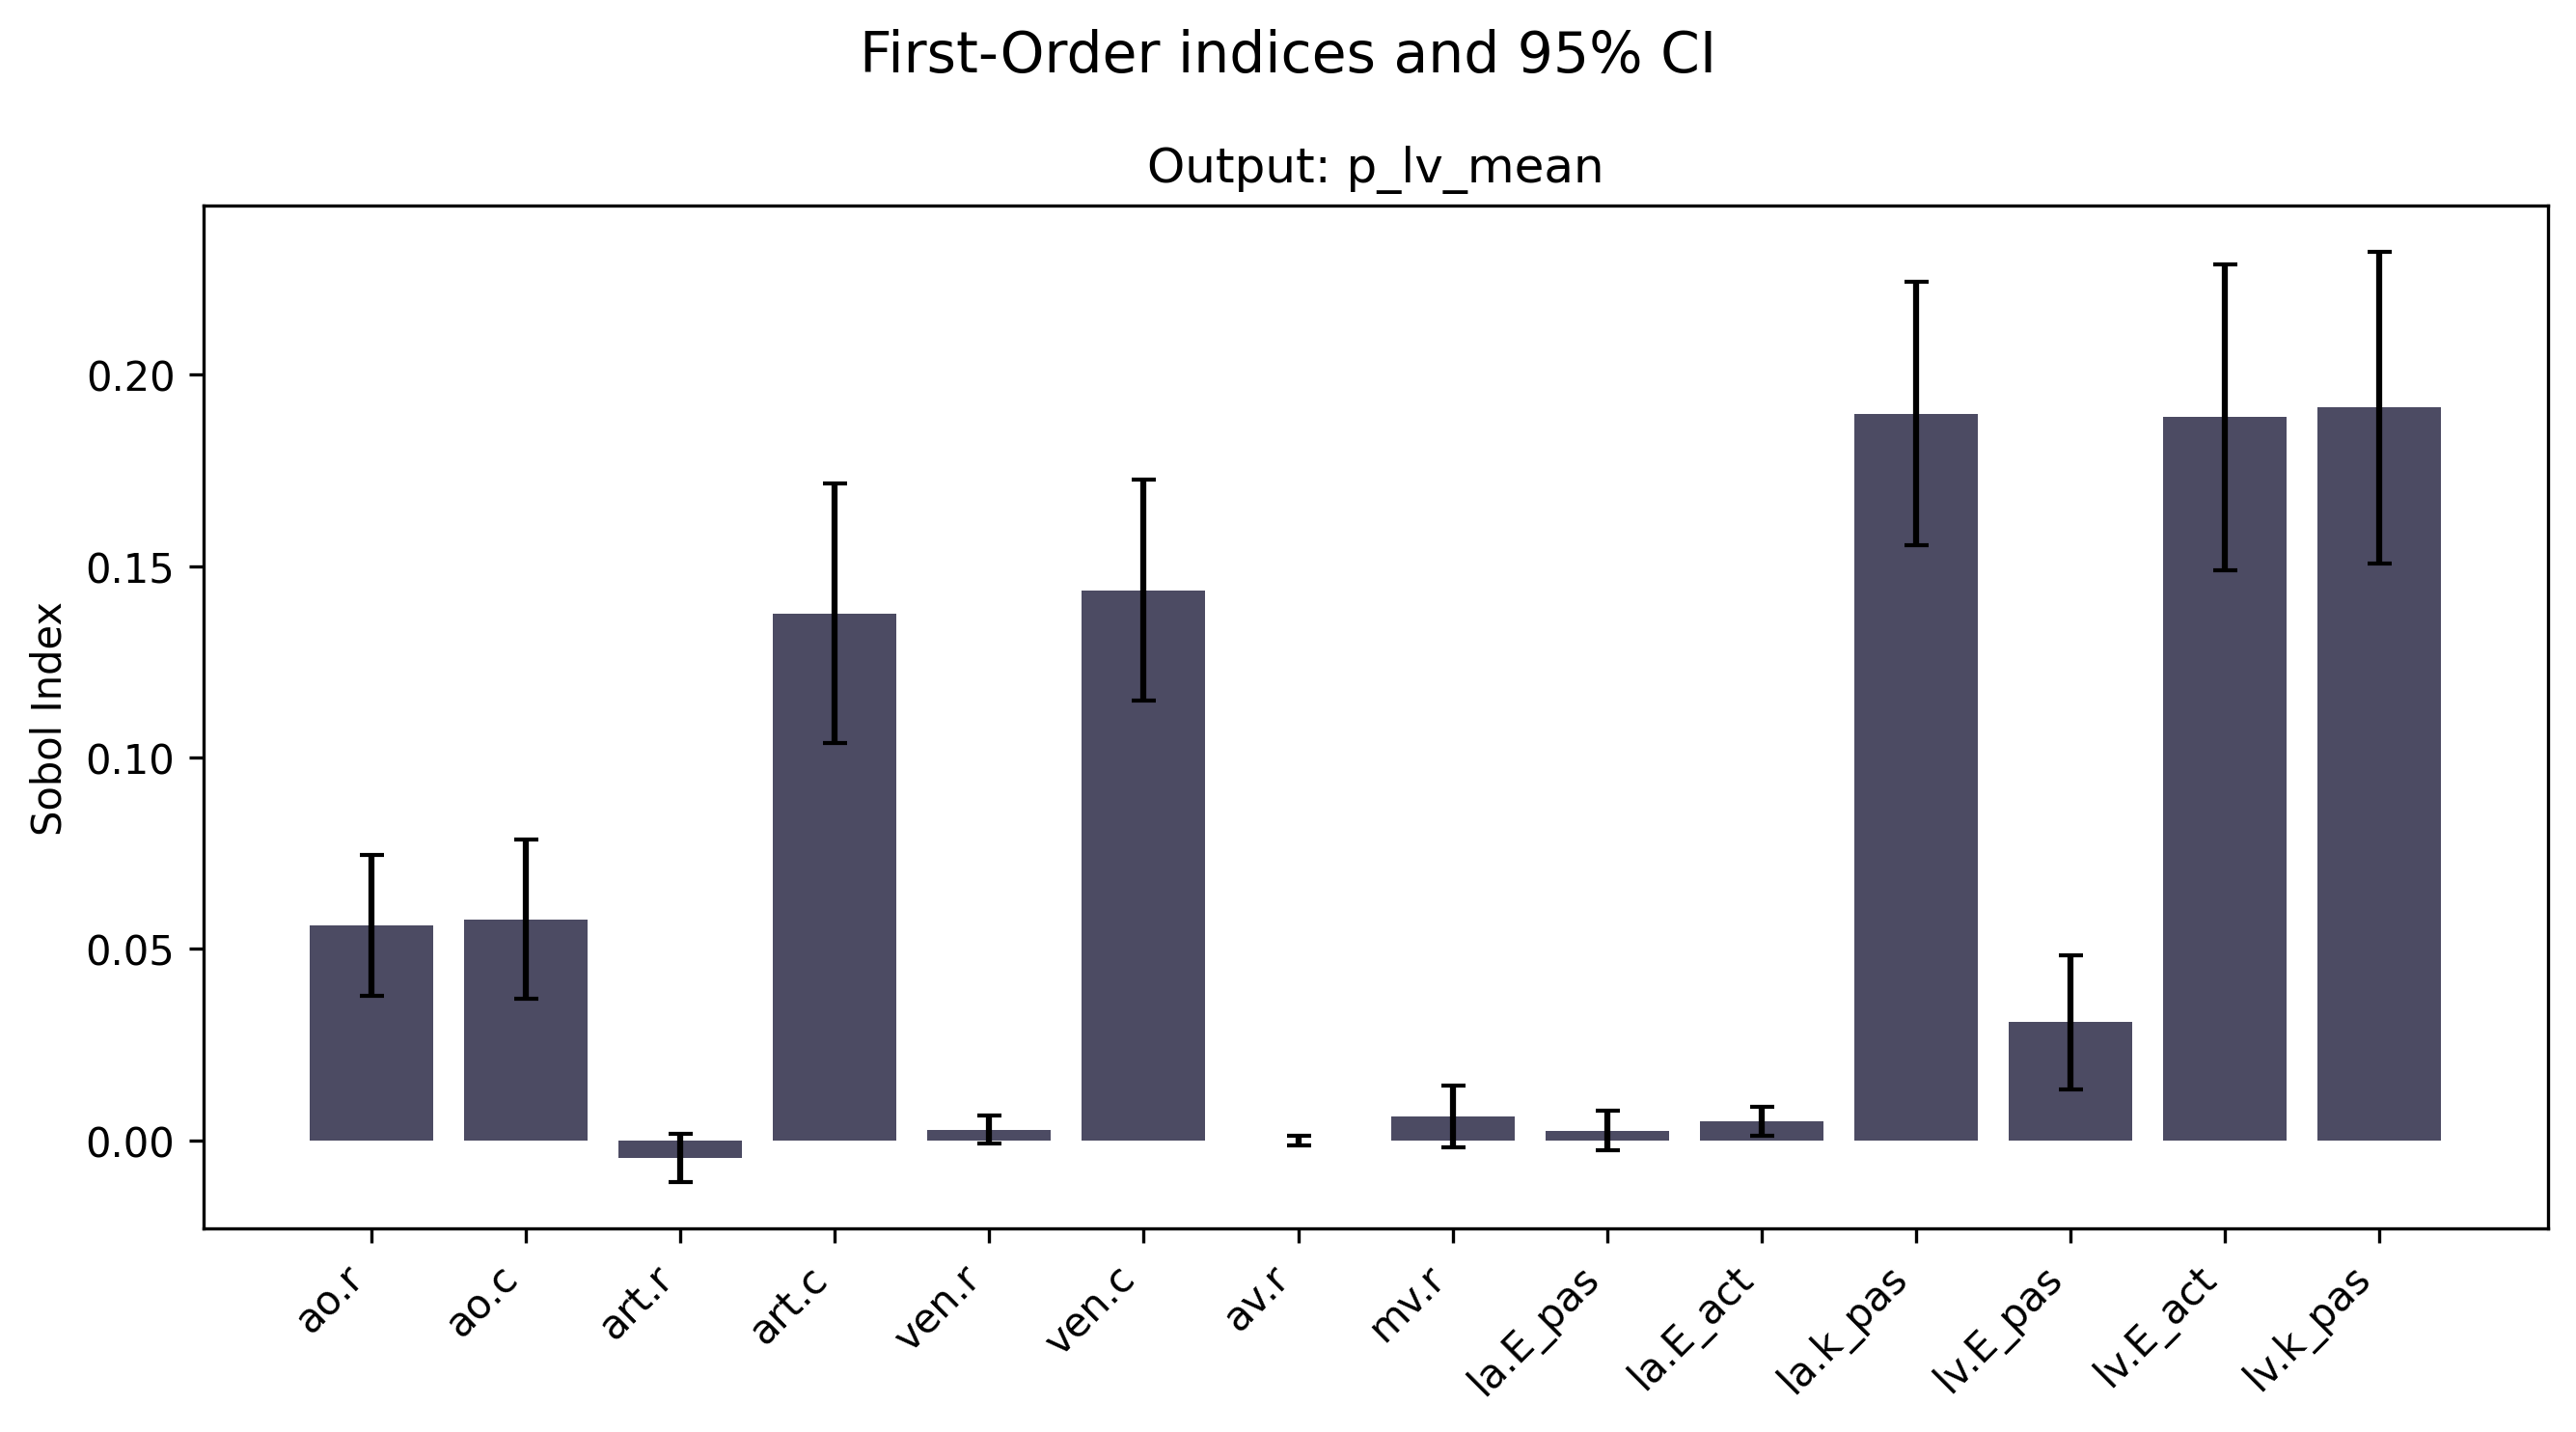 First-Order indices and 95% CI
Output: p_lv_mean
Sobol Index
0.20
0.15
0.10
0.05
0.00
ao.r
ao.c
art.r
art.c
ven.r
ven.c
av.r
mv.r
la.E_pas
la.E_act
la.k_pas
lv.E_pas
lv.E_act
lv.k_pas